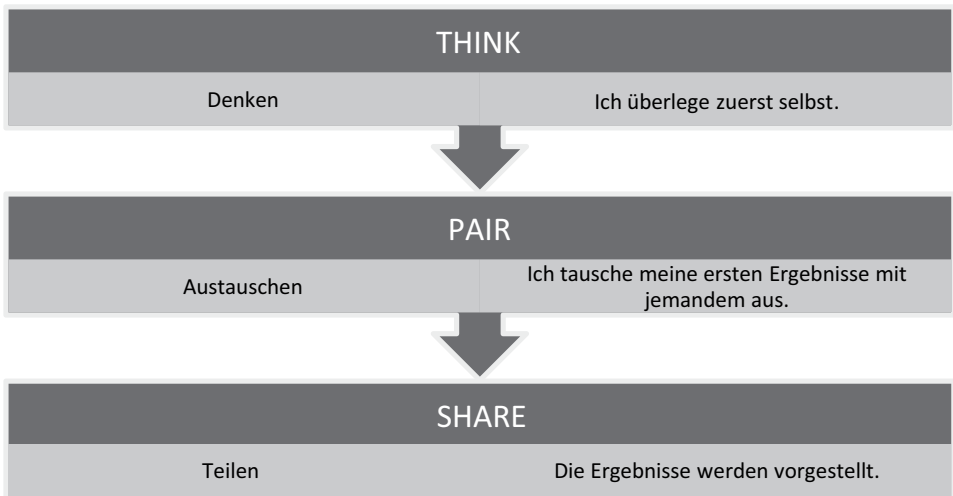 THINK
Denken
Ich überlege zuerst selbst.
PAIR
Austauschen
Ich tausche meine ersten Ergebnisse mit
jemandem aus.
SHARE
Teilen
Die Ergebnisse werden vorgestellt.